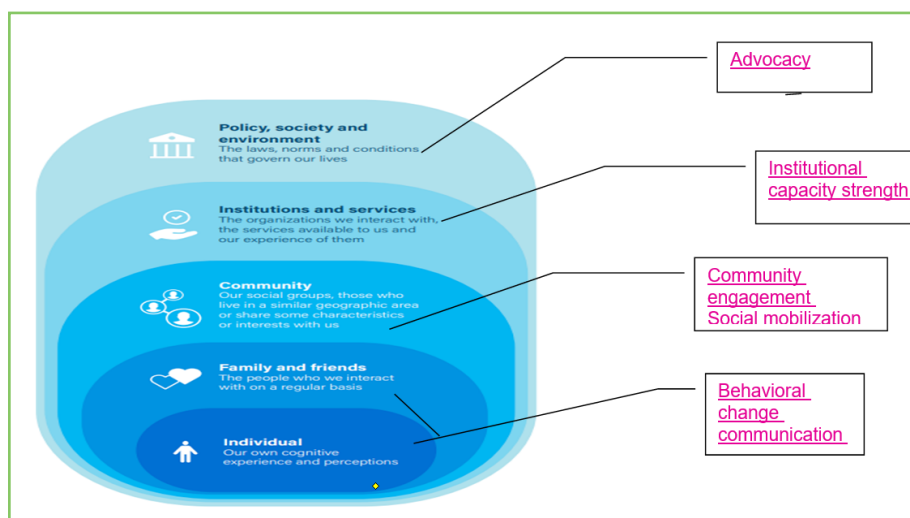 Advocacy
Policy, society and
environment
The laws, norms and conditions
that govern our lives
Institutional
capacity strength
Institutions and services
The organizations we interact with,
the services available to us and
our experience of them
Community
engagement
Social mobilization
Community
Our social groups, those who
live in a similar geographic area
or share some characteristics
or interests with us
Family and friends
The people who we interact
with on a regular basis
Behavioral
change
communication
Individual
Our own cognitive
experience and perceptions